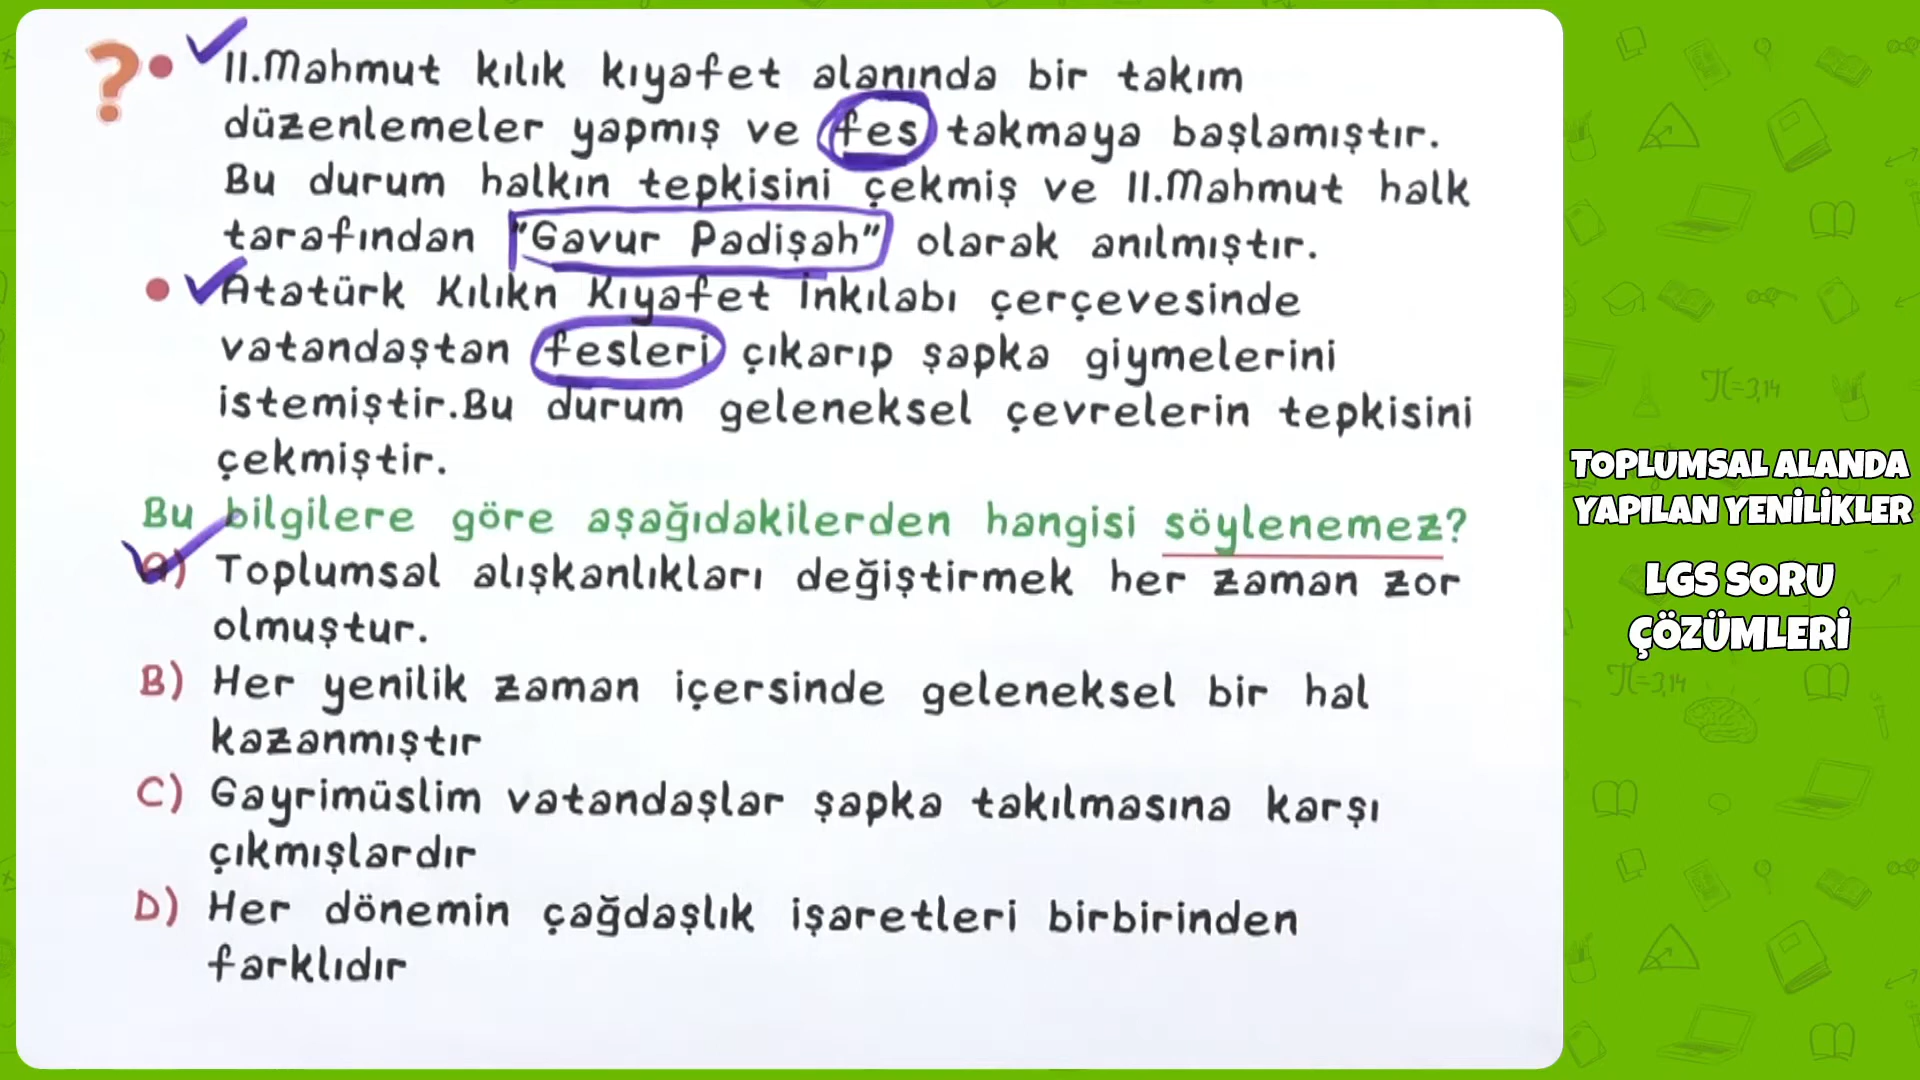 II.Mahmut kılık kıyafet alanında bir takım
düzenlemeler yapmış ve fes takmaya başlamıştır.
Bu durum halkın tepkisini çekmiş ve II.Mahmut halk
tarafından "Gavur Padişah" olarak anılmıştır.
Atatürk Kılıkn Kıyafet İnkılabı çerçevesinde
vatandaştan fesleri çıkarıp şapka giymelerini
istemiştir.Bu durum geleneksel çevrelerin tepkisini
çekmiştir.
Bu bilgilere göre aşağıdakilerden hangisi söylenemez?
A) Toplumsal alışkanlıkları değiştirmek her zaman zor
olmuştur.
B) Her yenilik zaman içersinde geleneksel bir hal
kazanmıştır
C) Gayrimüslim vatandaşlar şapka takılmasına karşı
çıkmışlardır
D) Her dönemin çağdaşlık işaretleri birbirinden
farklıdır
TOPLUMSAL ALANDA
YAPILAN YENİLİKLER
LGS SORU
ÇÖZÜMLERİ
π=3,14
π=3,14